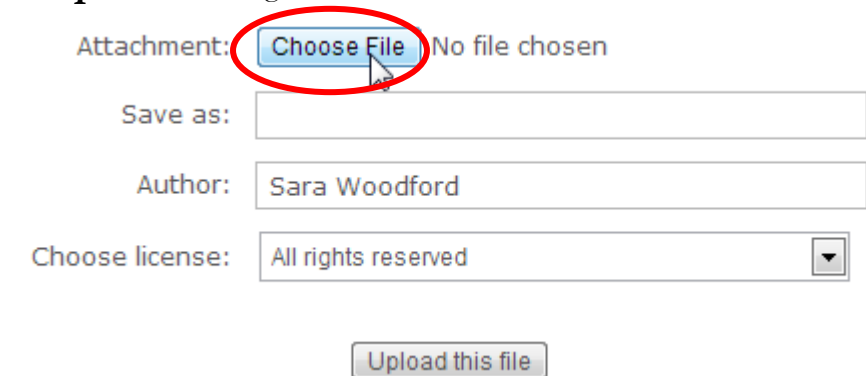 Attachment: Choose File No file chosen
Save as:
Author: Sara Woodford
Choose license: All rights reserved
Upload this file